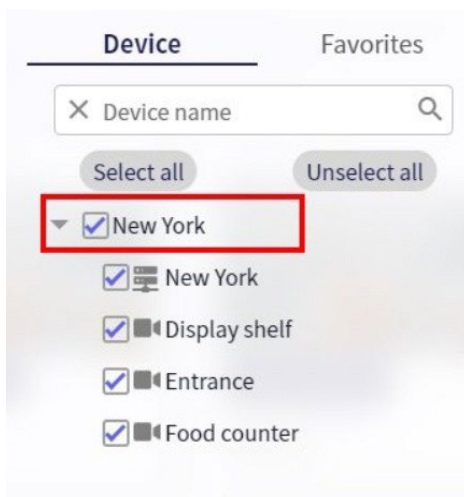 Device Favorites
Device name
Select all Unselect all
New York
New York
Display shelf
Entrance
Food counter